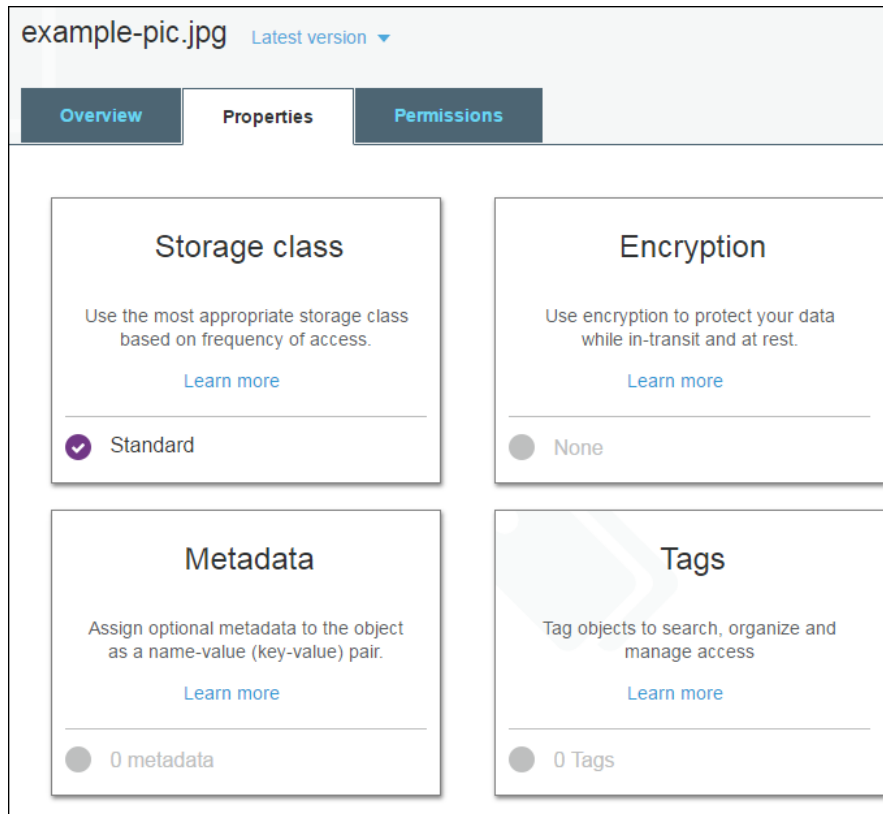 example-pic.jpg Latest version
Overview Properties Permissions
Storage class
Use the most appropriate storage class
based on frequency of access.
Learn more
Standard
Encryption
Use encryption to protect your data
while in-transit and at rest.
Learn more
None
Metadata
Assign optional metadata to the object
as a name-value (key-value) pair.
Learn more
0 metadata
Tags
Tag objects to search, organize and
manage access
Learn more
0 Tags